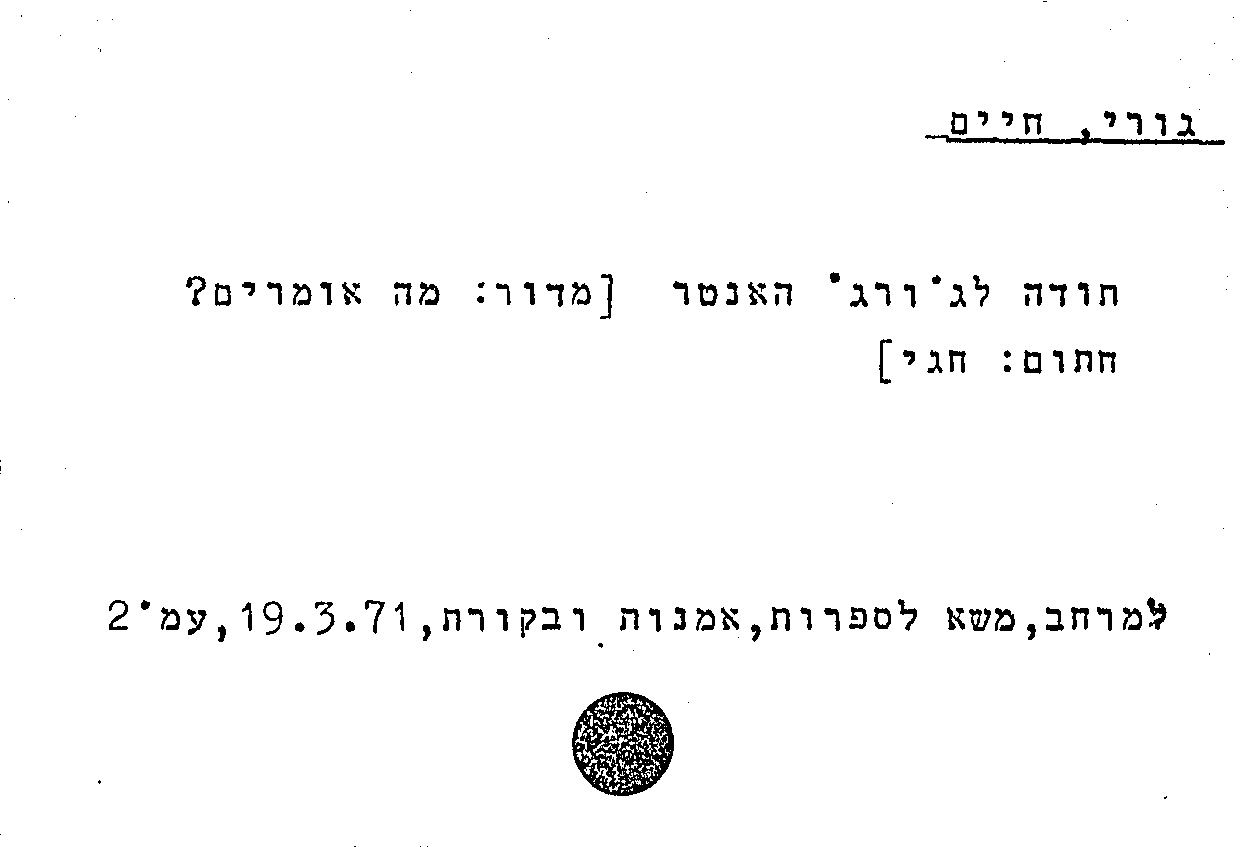 גורי, חיים
תודה לג'ורג' האנטר [מדור: מה אומרים?
חתום: חגי]
למרחב,משא לספרות,אמנות ובקורת,19.3.71,עמ'2